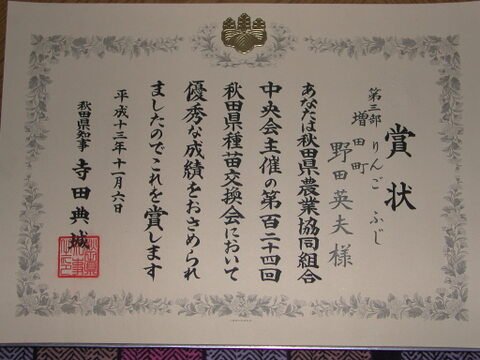 賞状
第三部 りんご ふじ
増田町
野田英夫様
あなたは秋田県農業協同組合
中央会主催の第百二十四回
秋田県種苗交換会において
優秀な成績をおさめられ
ましたのでこれを賞します
平成十三年十一月六日
秋田県知事 寺田典城